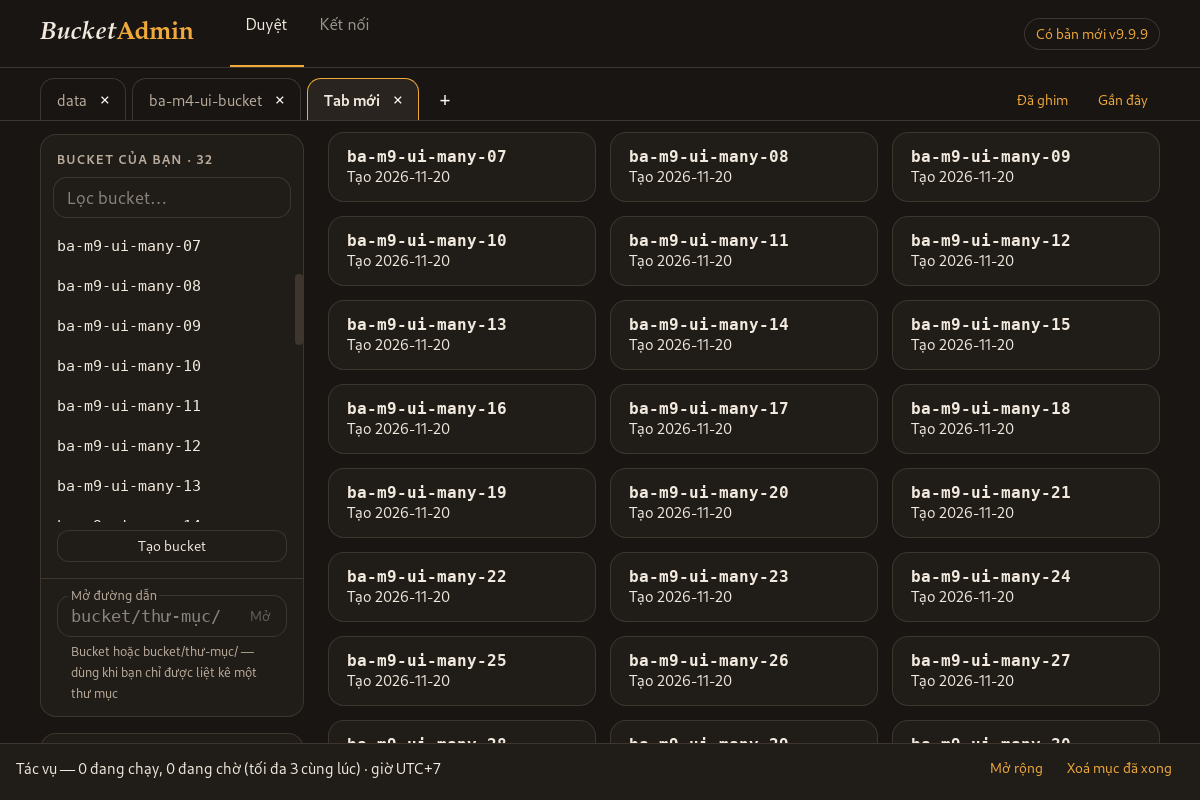 BucketAdmin
Duyệt
Kết nối
Có bản mới v9.9.9
data ×
ba-m4-ui-bucket ×
Tab mới ×
+
Đã ghim
Gần đây
BUCKET CỦA BẠN · 32
Lọc bucket…
ba-m9-ui-many-07
ba-m9-ui-many-08
ba-m9-ui-many-09
ba-m9-ui-many-10
ba-m9-ui-many-11
ba-m9-ui-many-12
ba-m9-ui-many-13
Tạo bucket
Mở đường dẫn
bucket/thư-mục/ Mở
Bucket hoặc bucket/thư-mục/ —
dùng khi bạn chỉ được liệt kê một
thư mục
ba-m9-ui-many-07
Tạo 2026-11-20
ba-m9-ui-many-08
Tạo 2026-11-20
ba-m9-ui-many-09
Tạo 2026-11-20
ba-m9-ui-many-10
Tạo 2026-11-20
ba-m9-ui-many-11
Tạo 2026-11-20
ba-m9-ui-many-12
Tạo 2026-11-20
ba-m9-ui-many-13
Tạo 2026-11-20
ba-m9-ui-many-14
Tạo 2026-11-20
ba-m9-ui-many-15
Tạo 2026-11-20
ba-m9-ui-many-16
Tạo 2026-11-20
ba-m9-ui-many-17
Tạo 2026-11-20
ba-m9-ui-many-18
Tạo 2026-11-20
ba-m9-ui-many-19
Tạo 2026-11-20
ba-m9-ui-many-20
Tạo 2026-11-20
ba-m9-ui-many-21
Tạo 2026-11-20
ba-m9-ui-many-22
Tạo 2026-11-20
ba-m9-ui-many-23
Tạo 2026-11-20
ba-m9-ui-many-24
Tạo 2026-11-20
ba-m9-ui-many-25
Tạo 2026-11-20
ba-m9-ui-many-26
Tạo 2026-11-20
ba-m9-ui-many-27
Tạo 2026-11-20
Tác vụ — 0 đang chạy, 0 đang chờ (tối đa 3 cùng lúc) · giờ UTC+7
Mở rộng
Xoá mục đã xong